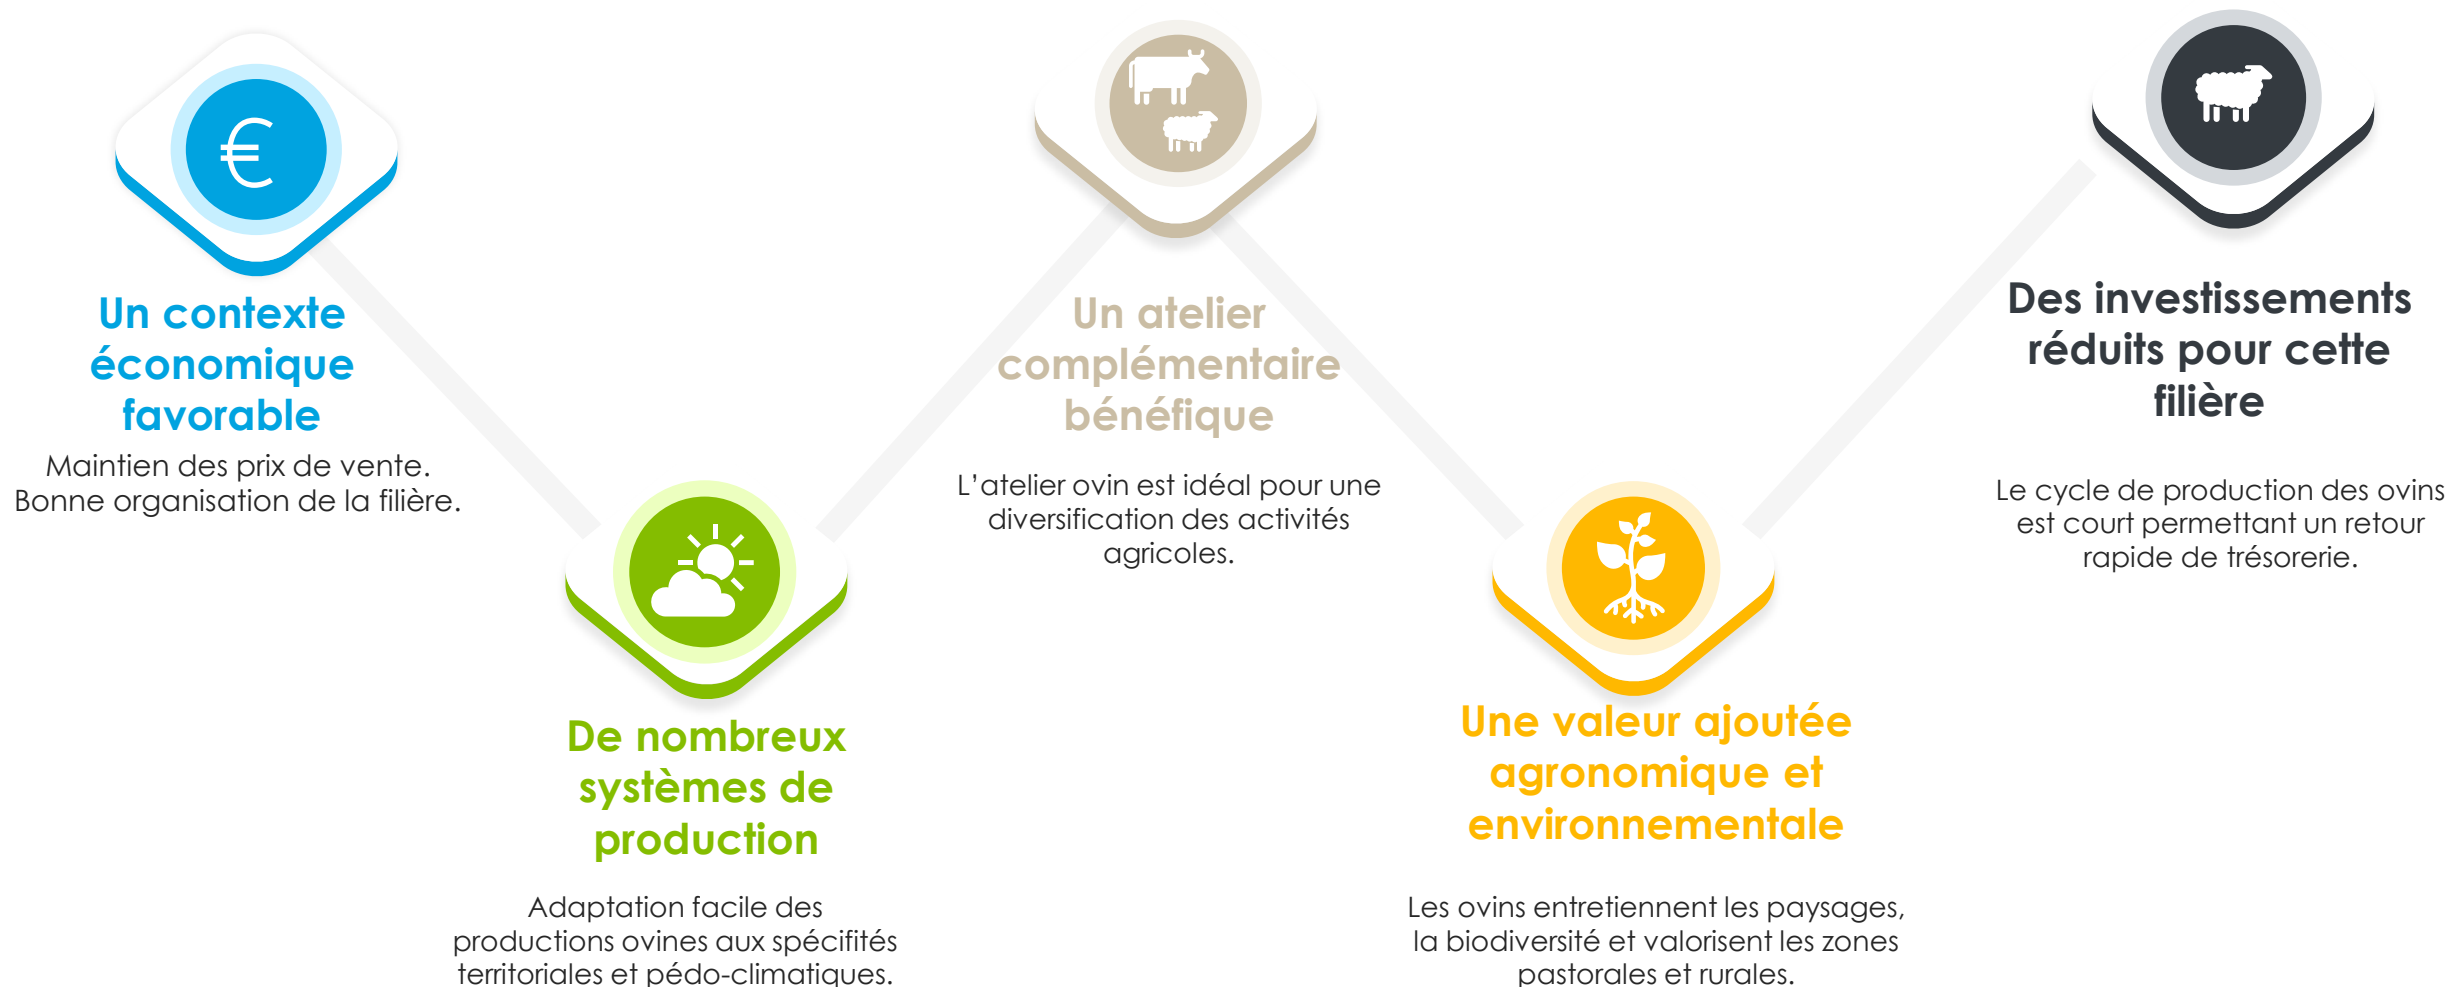 €
Un contexte
économique
favorable
Maintien des prix de vente.
Bonne organisation de la filière.
De nombreux
systèmes de
production
Adaptation facile des
productions ovines aux spécifités
territoriales et pédo-climatiques.
Un atelier
complémentaire
bénéfique
L’atelier ovin est idéal pour une
diversification des activités
agricoles.
Une valeur ajoutée
agronomique et
environnementale
Les ovins entretiennent les paysages,
la biodiversité et valorisent les zones
pastorales et rurales.
Des investissements
réduits pour cette
filière
Le cycle de production des ovins
est court permettant un retour
rapide de trésorerie.